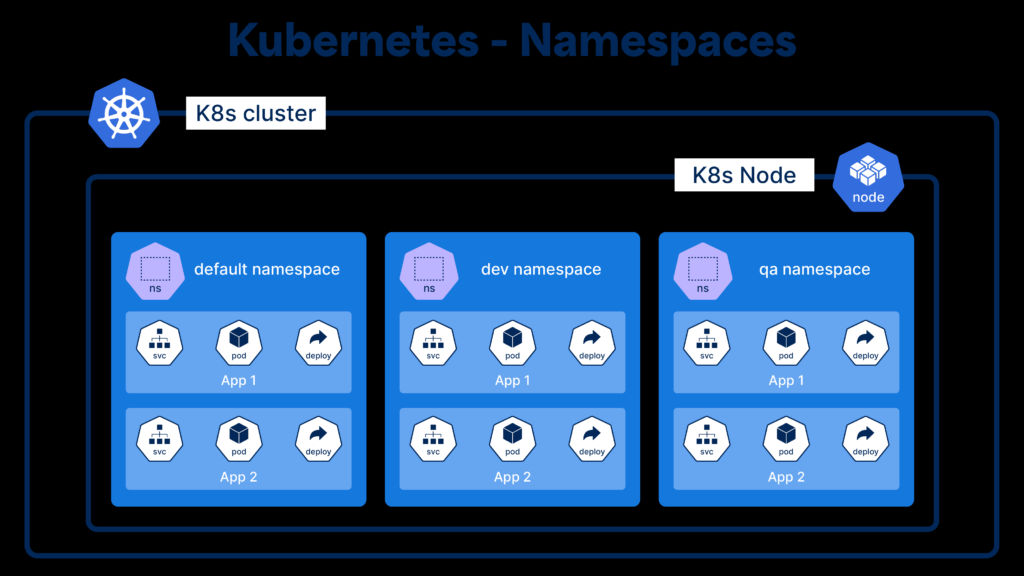 Kubernetes - Namespaces
K8s cluster
K8s Node
node
ns
default namespace
svc
pod
deploy
App 1
svc
pod
deploy
App 2
ns
dev namespace
svc
pod
deploy
App 1
svc
pod
deploy
App 2
ns
qa namespace
svc
pod
deploy
App 1
svc
pod
deploy
App 2